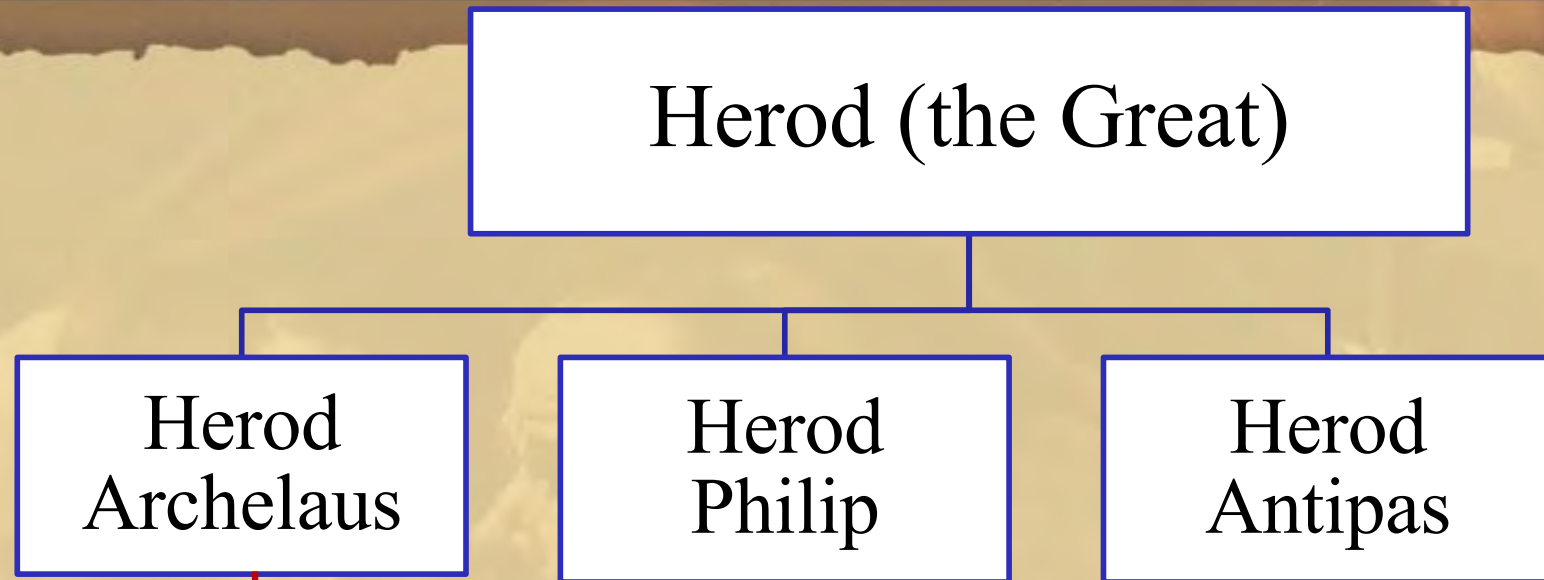 Herod (the Great)
Herod
Archelaus
Herod
Philip
Herod
Antipas